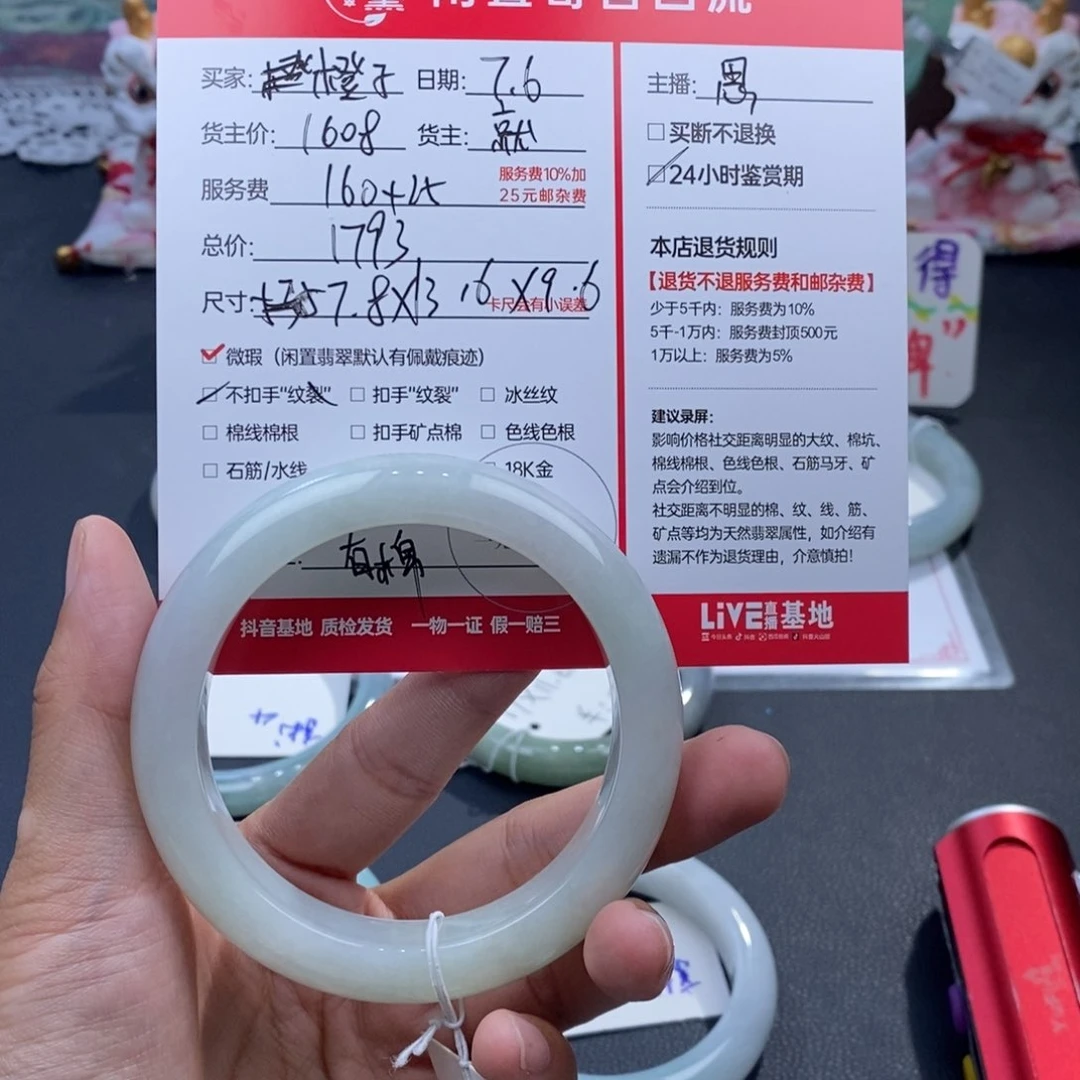 闲置寄售回流
买家: 橙子 日期: 7.6
货主价: 1608 货主:
服务费 160+25 服务费10%加
25元邮杂费
总价: 1793
尺寸: 57.8X13.6X9.6
卡尺会有小误差
微瑕（闲置翡翠默认有佩戴痕迹）
不扣手"纹裂" 扣手"纹裂" 冰丝纹
棉线棉根 扣手矿点棉 色线色根
石筋/水线 18K金
抖音基地 质检发货 一物一证 假一赔三
主播: 思
买断不退换
24小时鉴赏期
本店退货规则
【退货不退服务费和邮杂费】
少于5千内：服务费为10%
5千-1万内：服务费封顶500元
1万以上：服务费为5%
建议录屏：
影响价格社交距离明显的大纹、棉坑、
棉线棉根、色线色根、石筋马牙、矿
点会介绍到位。
社交距离不明显的棉、纹、线、筋、
矿点等均为天然翡翠属性，如介绍有
遗漏不作为退货理由，介意慎拍！
LiVE直播基地
得
牌"